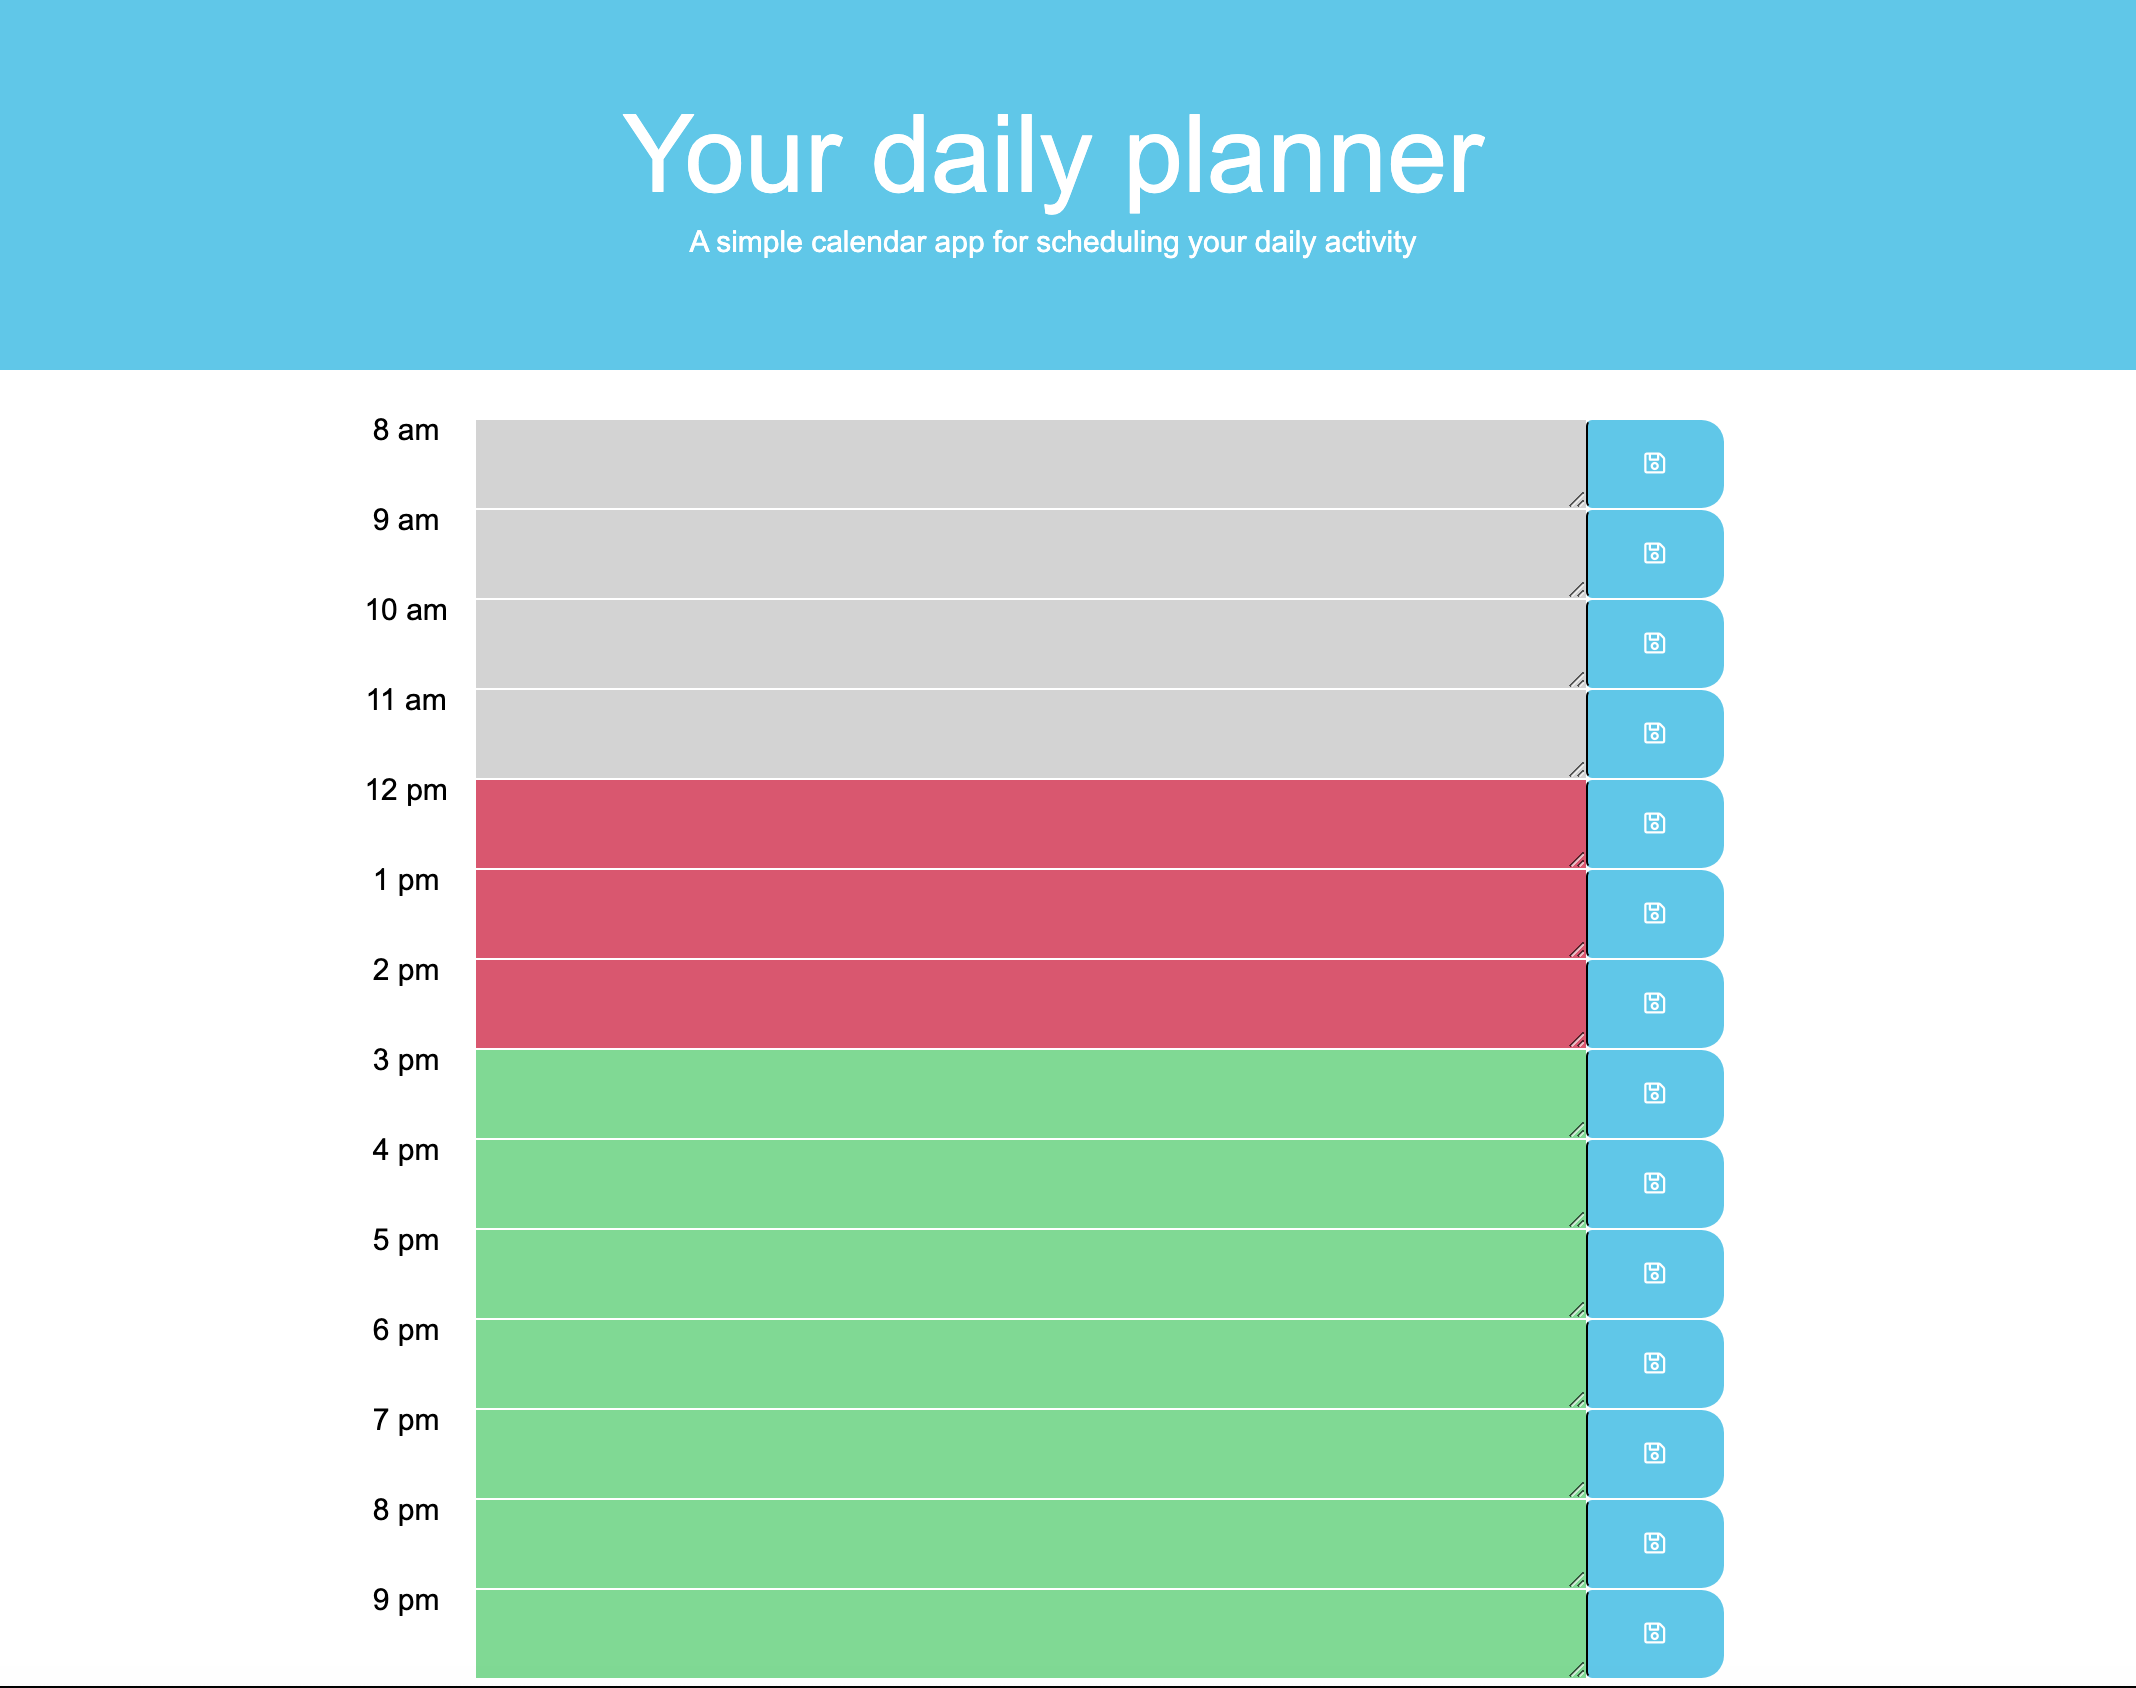 Your daily planner
A simple calendar app for scheduling your daily activity
8 am
9 am
10 am
11 am
12 pm
1 pm
2 pm
3 pm
4 pm
5 pm
6 pm
7 pm
8 pm
9 pm